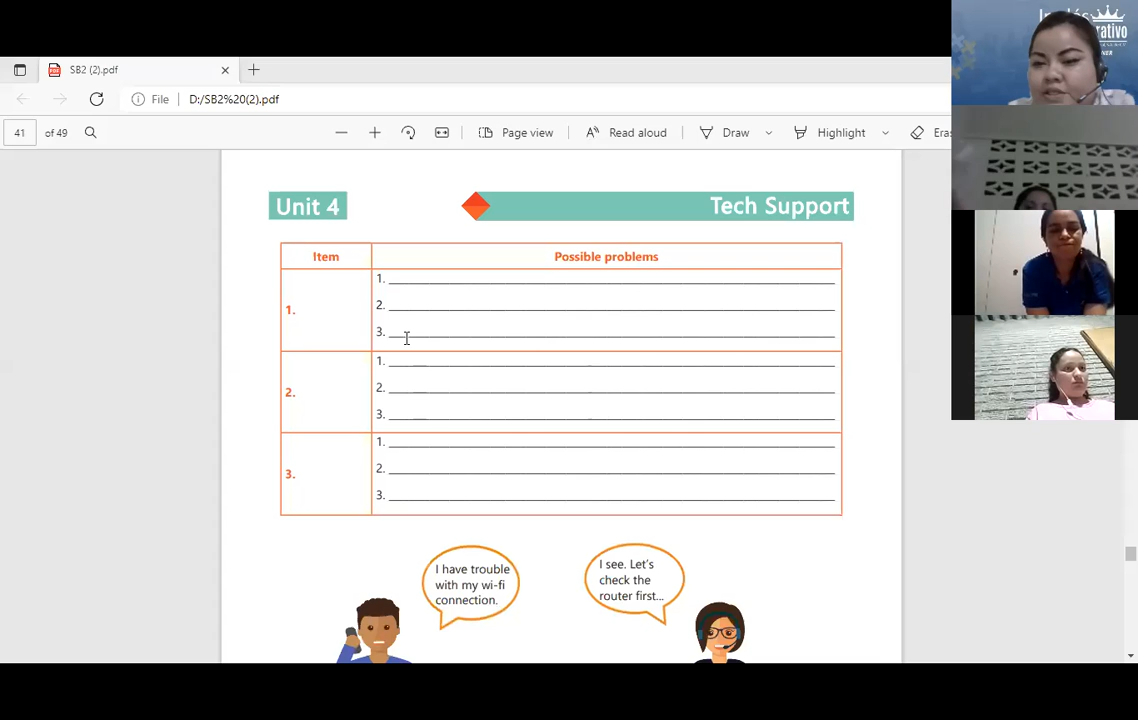 SB2 (2).pdf
File D:/SB2%20(2).pdf
41 of 49 Page view Read aloud Draw Highlight
Unit 4 Tech Support
Item Possible problems
1. 1.
2.
3.
2. 1.
2.
3.
3. 1.
2.
3.
I have trouble
with my wi-fi
connection.
I see. Let's
check the
router first...